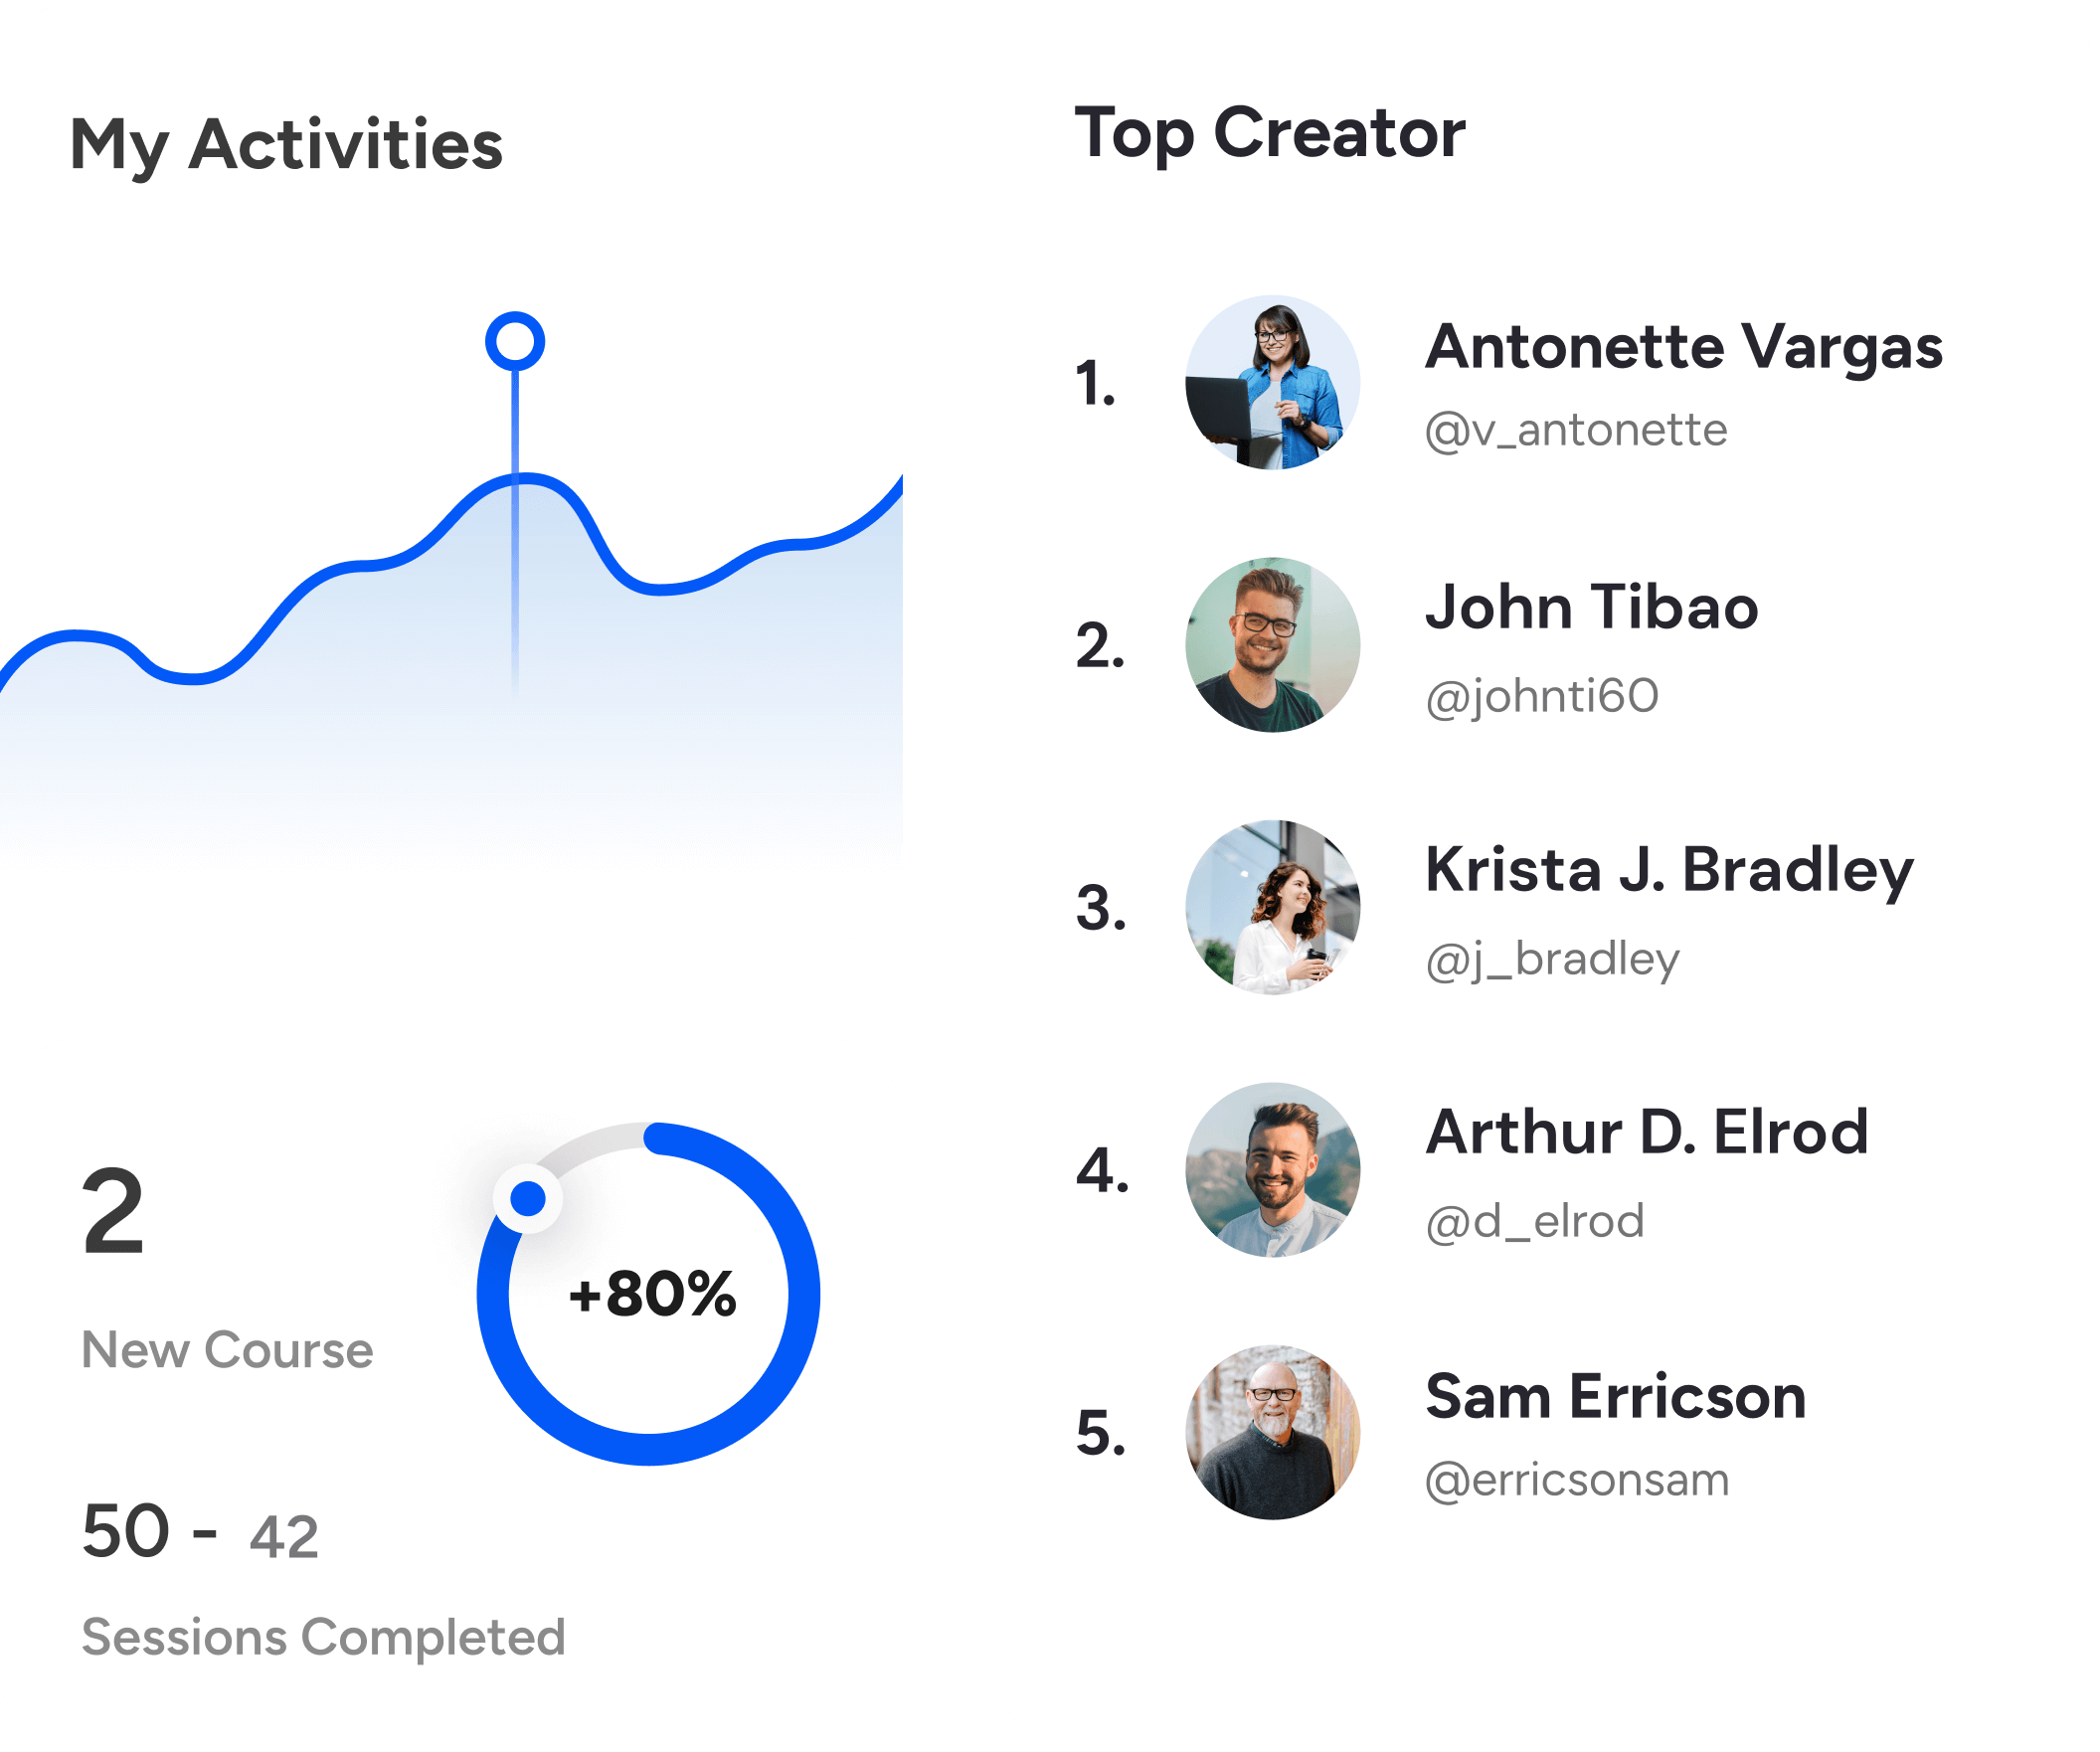 My Activities
2
New Course
+80%
50 - 42
Sessions Completed
Top Creator
1.
Antonette Vargas
@v_antonette
2.
John Tibao
@johnti60
3.
Krista J. Bradley
@j_bradley
4.
Arthur D. Elrod
@d_elrod
5.
Sam Erricson
@erricsonsam